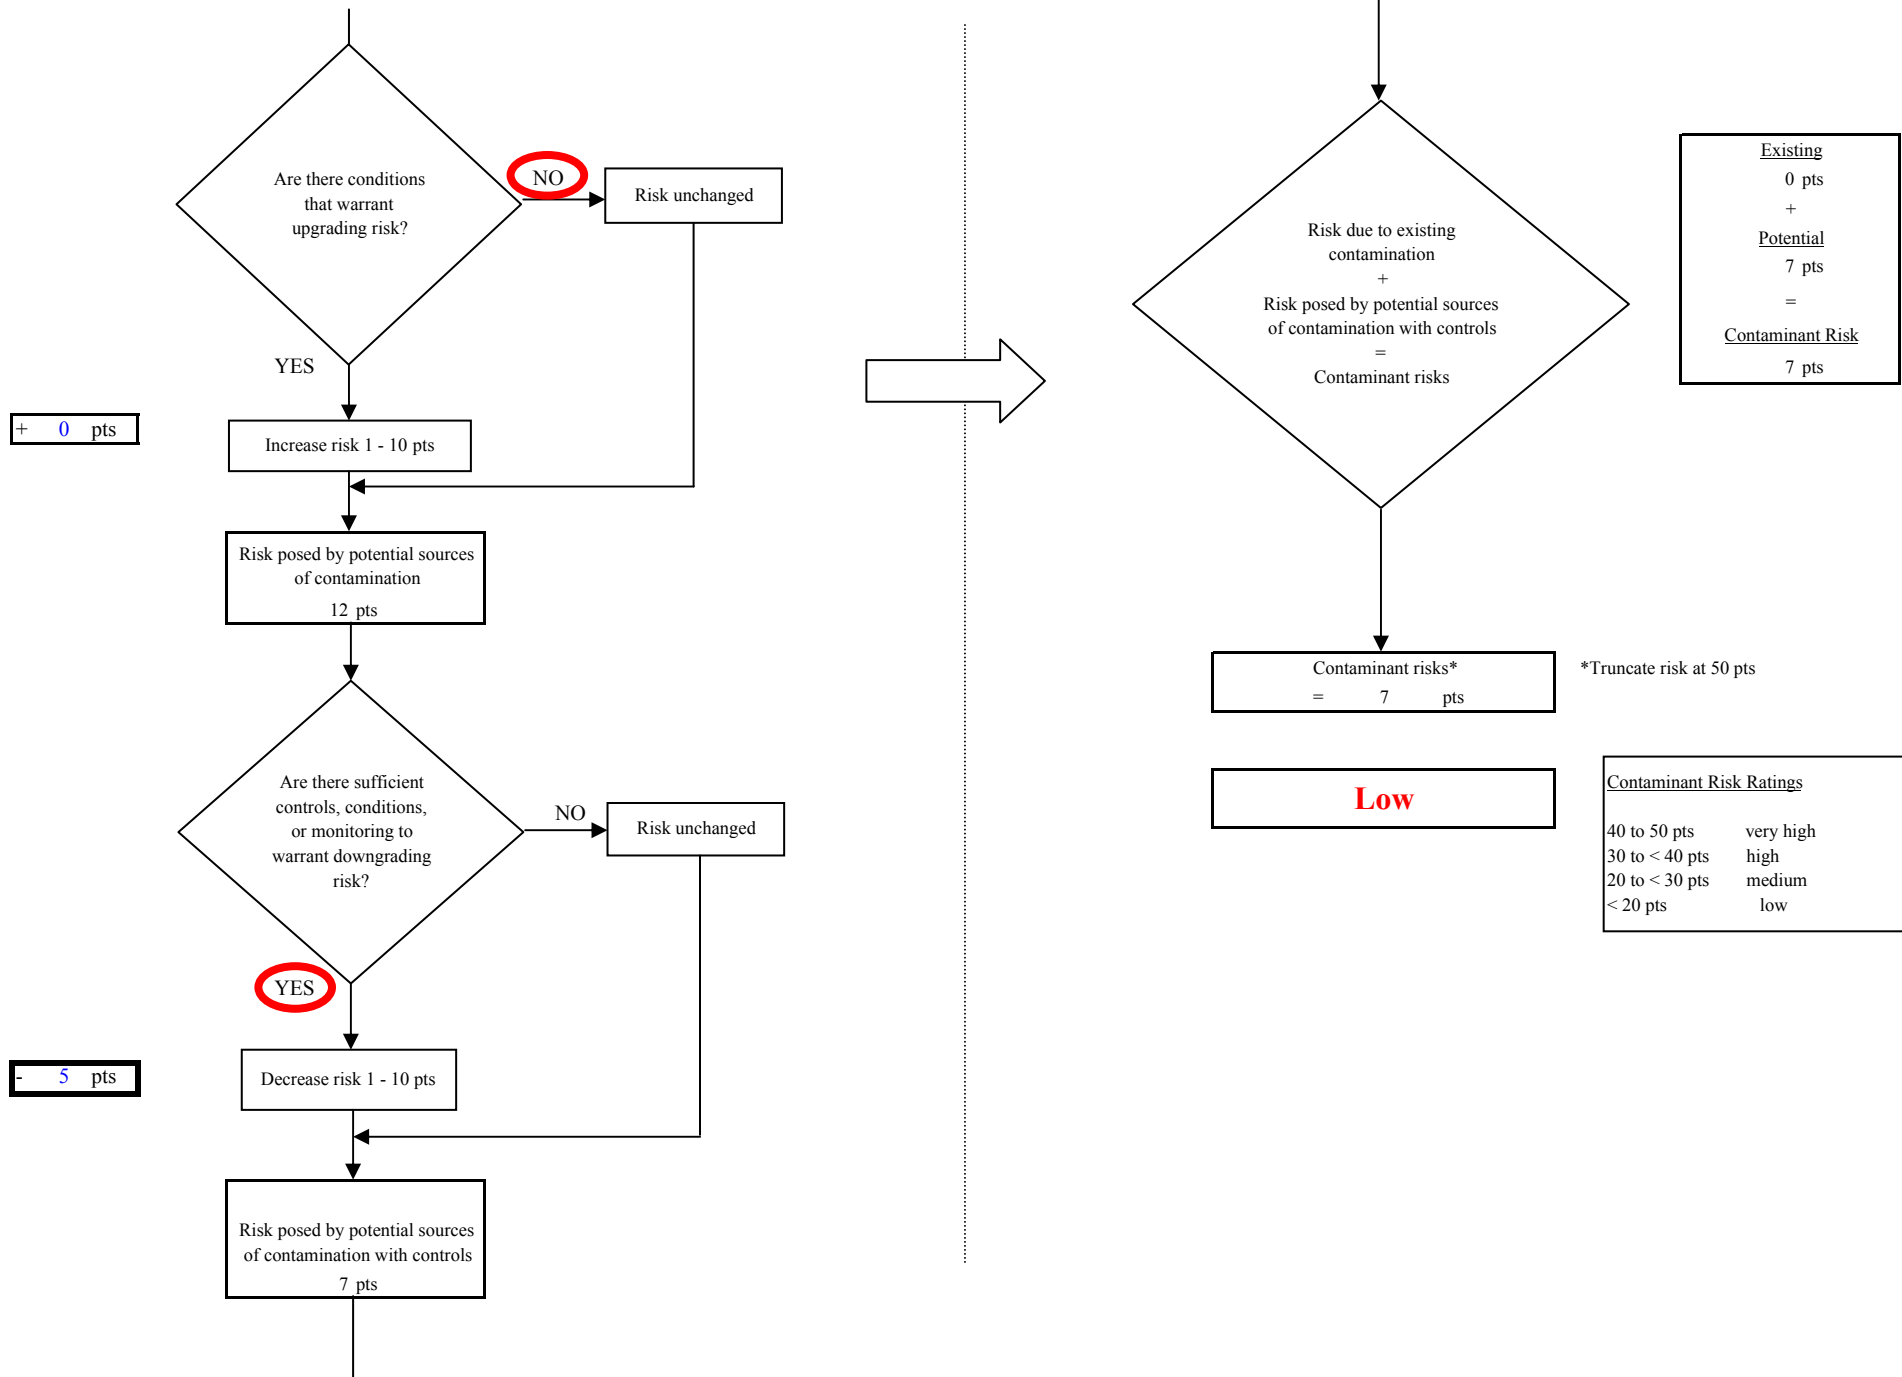 Are there conditions
that warrant
upgrading risk?
NO
Risk unchanged
YES
+ 0 pts
Increase risk 1 - 10 pts
Risk posed by potential sources
of contamination
12 pts
Are there sufficient
controls, conditions,
or monitoring to
warrant downgrading
risk?
NO
Risk unchanged
YES
- 5 pts
Decrease risk 1 - 10 pts
Risk posed by potential sources
of contamination with controls
7 pts
Risk due to existing
contamination
+
Risk posed by potential sources
of contamination with controls
=
Contaminant risks
Existing
0 pts
+
Potential
7 pts
=
Contaminant Risk
7 pts
Contaminant risks*
= 7 pts
*Truncate risk at 50 pts
Low
Contaminant Risk Ratings
40 to 50 pts very high
30 to < 40 pts high
20 to < 30 pts medium
< 20 pts low